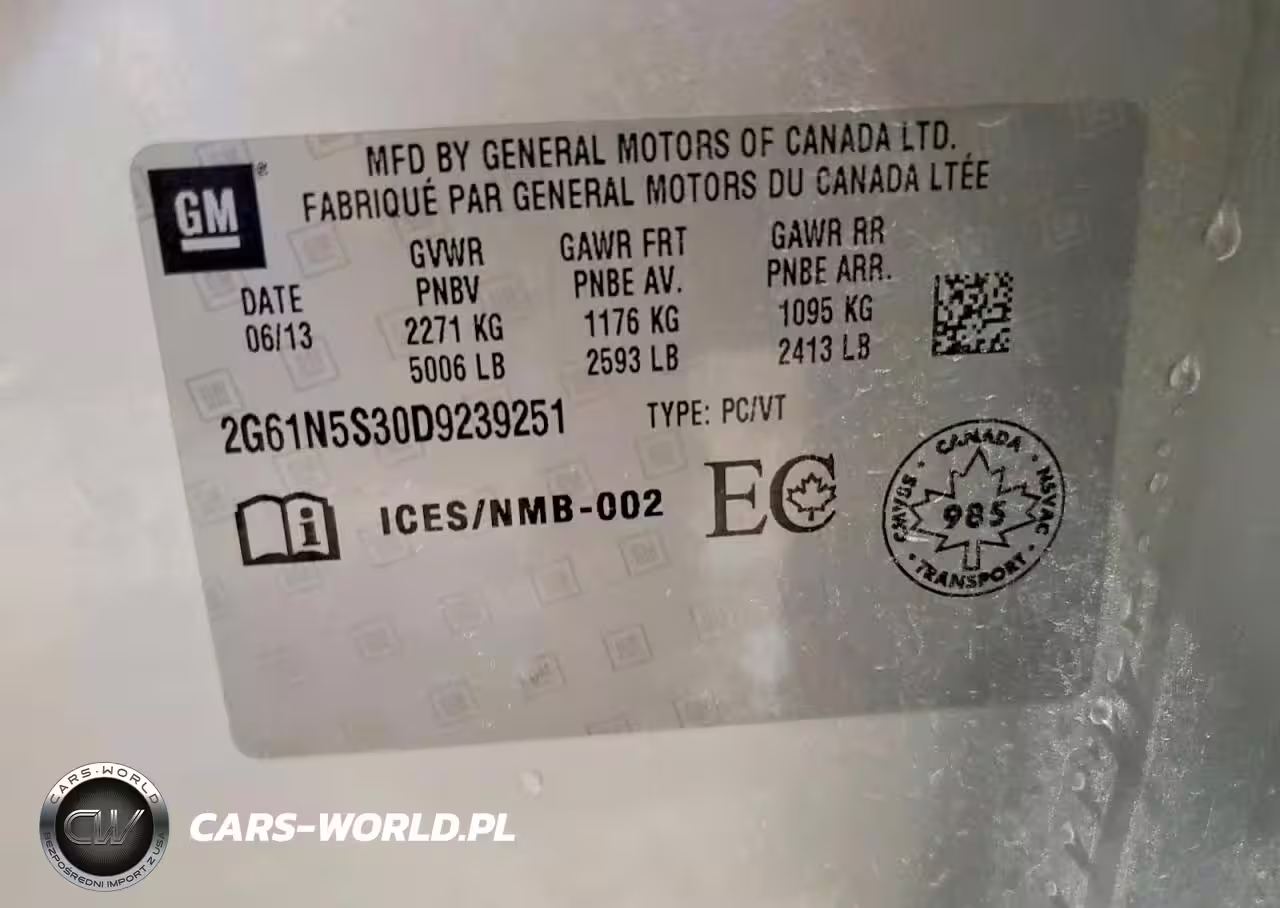 GM®
MFD BY GENERAL MOTORS OF CANADA LTD.
FABRIQUÉ PAR GENERAL MOTORS DU CANADA LTÉE
DATE
06/13
GVWR
PNBV
2271 KG
5006 LB
GAWR FRT
PNBE AV.
1176 KG
2593 LB
GAWR RR
PNBE ARR.
1095 KG
2413 LB
2G61N5S30D9239251
TYPE: PC/VT
i
ICES/NMB-002
EC
CANADA · NSVAC · TRANSPORT · CMVSS ·
985
CARS-WORLD
CW
BEZPOŚREDNI IMPORT Z USA
CARS-WORLD.PL